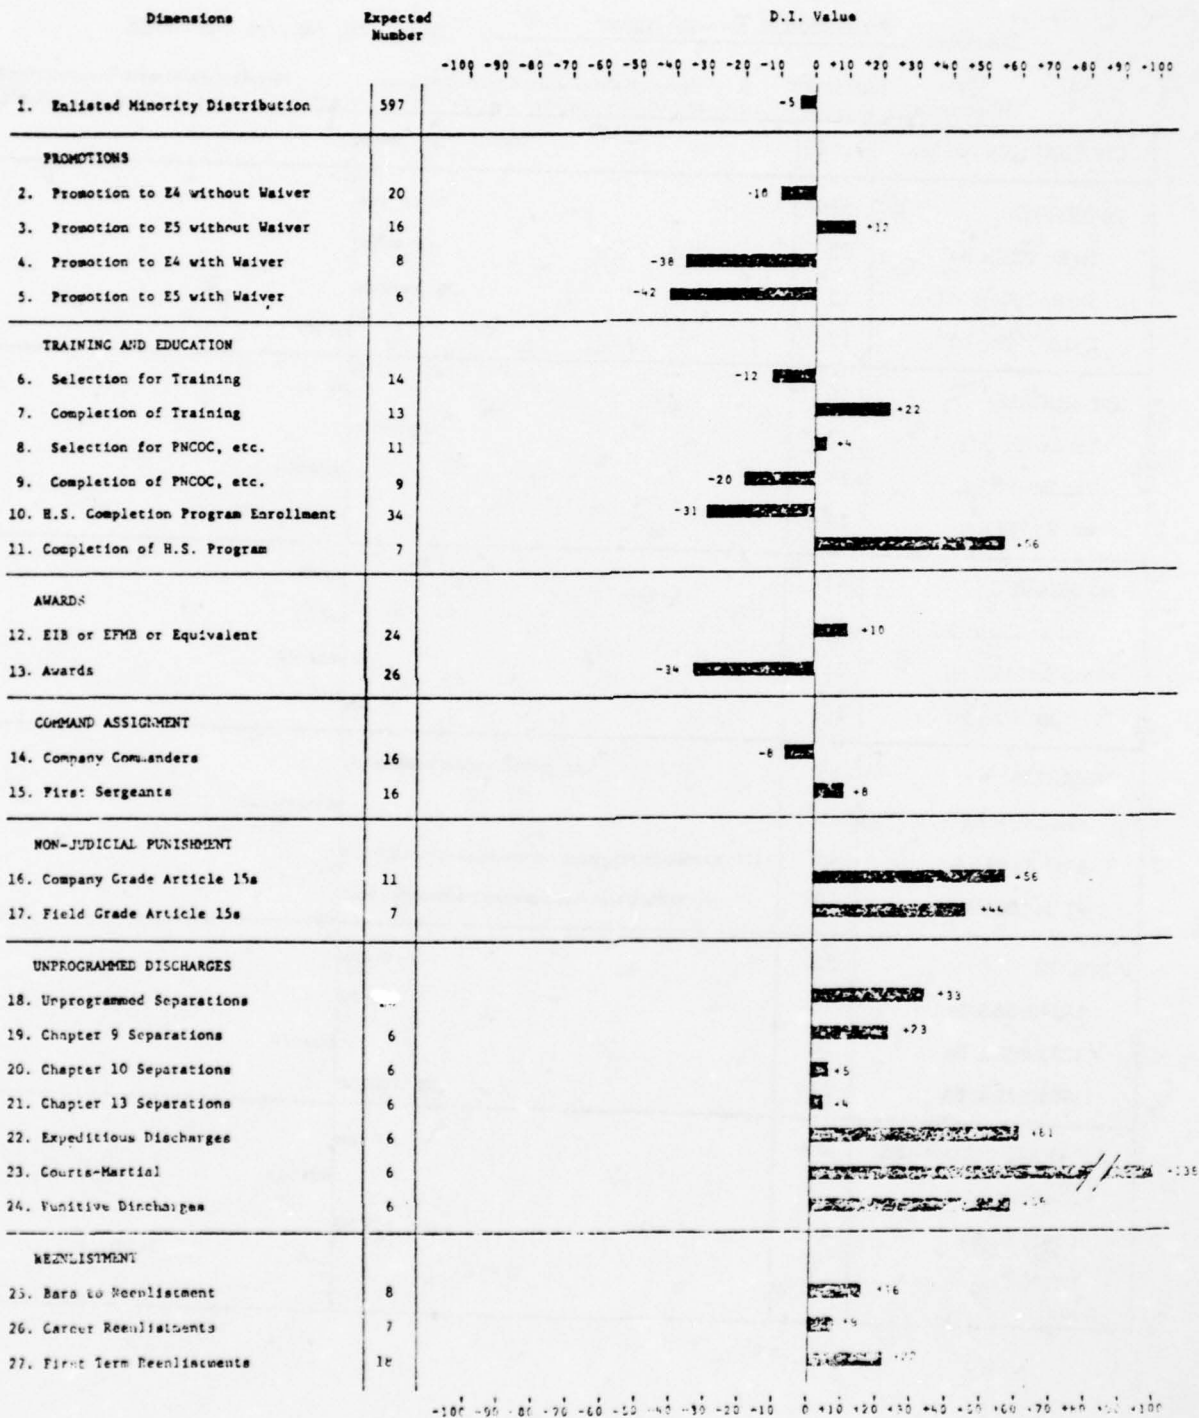 Dimensions Expected Number D.I. Value
-100 -90 -80 -70 -60 -50 -40 -30 -20 -10 0 +10 +20 +30 +40 +50 +60 +70 +80 +90 +100
1. Enlisted Minority Distribution 597 -5
PROMOTIONS
2. Promotion to E4 without Waiver 20
3. Promotion to E5 without Waiver 16
4. Promotion to E4 with Waiver 8 -38
5. Promotion to E5 with Waiver 6 -42
TRAINING AND EDUCATION
6. Selection for Training 14 -12
7. Completion of Training 13 +22
8. Selection for PNCOC, etc. 11 +4
9. Completion of PNCOC, etc. 9 -20
10. H.S. Completion Program Enrollment 34 -31
11. Completion of H.S. Program 7 +56
AWARDS
12. EIB or EFMB or Equivalent 24 +10
13. Awards 26 -34
COMMAND ASSIGNMENT
14. Company Commanders 16 -8
15. First Sergeants 16 +8
NON-JUDICIAL PUNISHMENT
16. Company Grade Article 15s 11 +56
17. Field Grade Article 15s 7 +44
UNPROGRAMMED DISCHARGES
18. Unprogrammed Separations +33
19. Chapter 9 Separations 6 +23
20. Chapter 10 Separations 6 +5
21. Chapter 13 Separations 6 +4
22. Expeditious Discharges 6 +61
23. Courts-Martial 6 +138
24. Punitive Discharges 6
REENLISTMENT
25. Bars to Reenlistment 8 +16
26. Career Reenlistments 7 +9
27. First Term Reenlistments 18
-100 -90 -80 -70 -60 -50 -40 -30 -20 -10 0 +10 +20 +30 +40 +50 +60 +70 +80 +90 +100